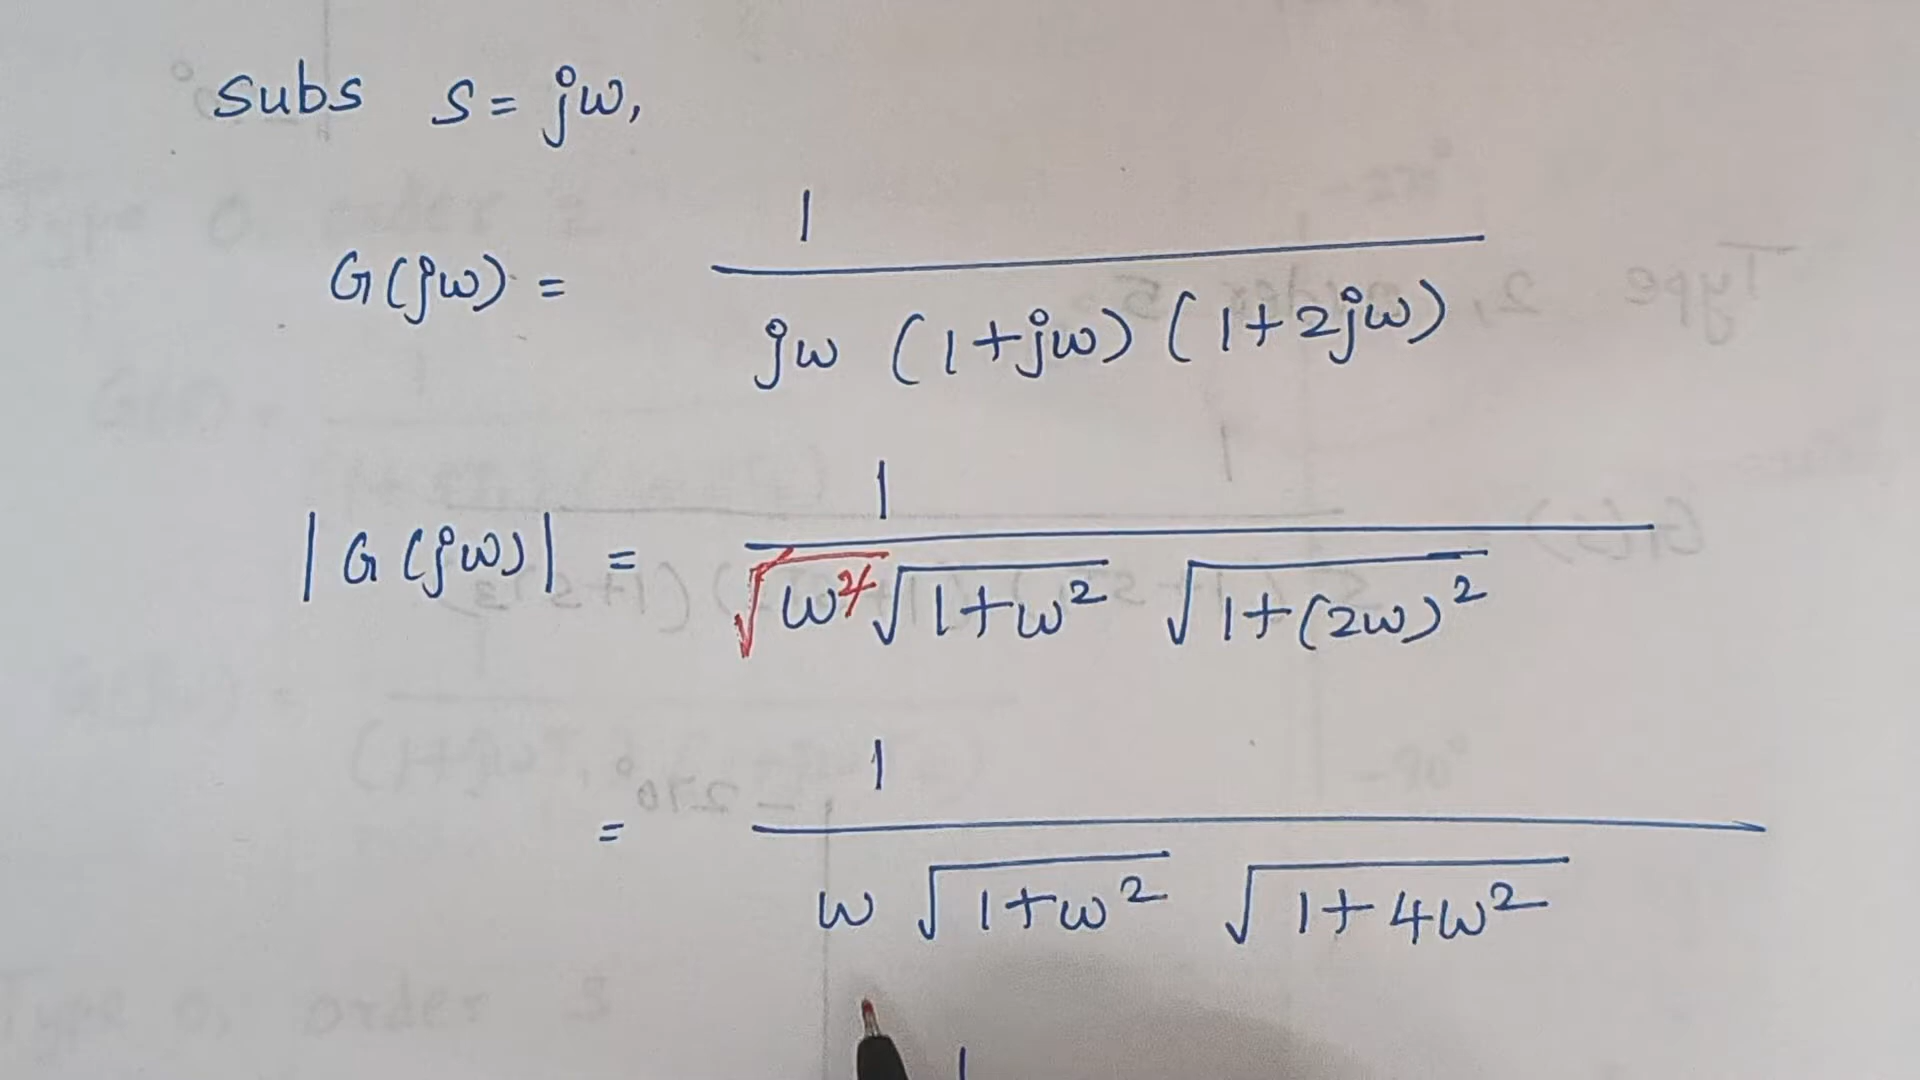 subs s = jω,
G(jω) = 1 / jω (1+jω) (1+2jω)
|G(jω)| = 1 / √ω² √1+ω² √1+(2ω)²
= 1 / ω √1+ω² √1+4ω²
1